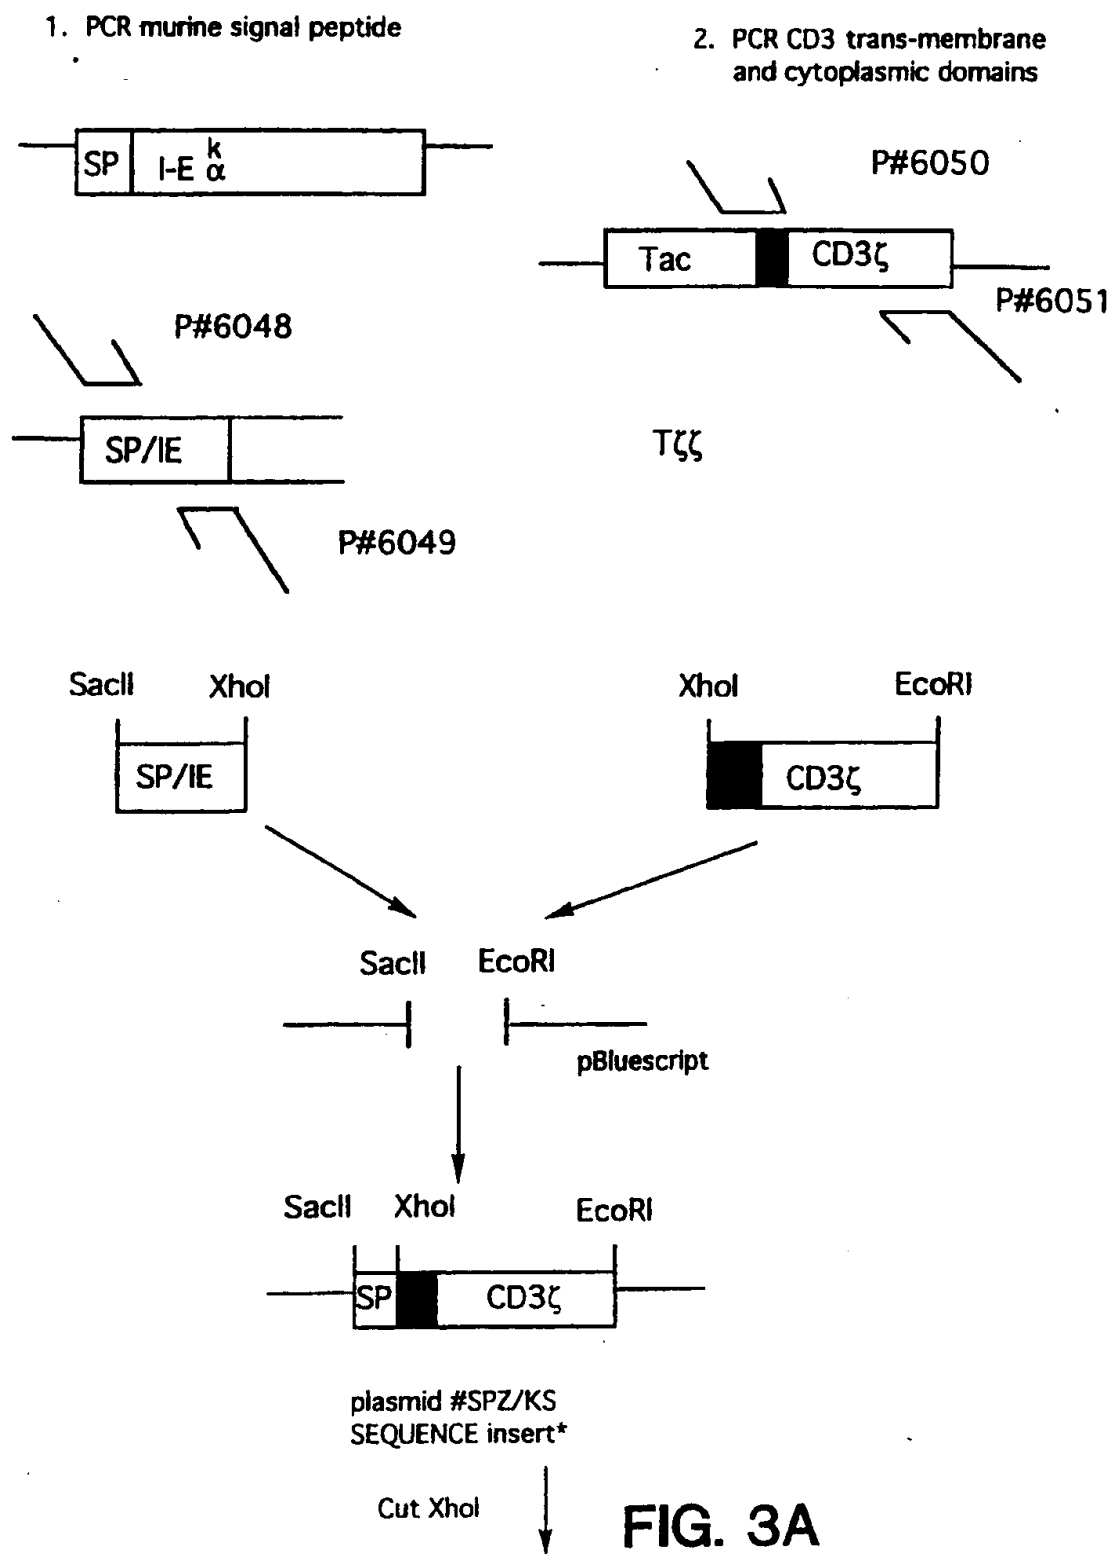 1. PCR murine signal peptide
2. PCR CD3 trans-membrane
and cytoplasmic domains
SP
I-E k α
P#6050
Tac
CD3ζ
P#6051
P#6048
SP/IE
Tζζ
P#6049
SacII
XhoI
XhoI
EcoRI
SP/IE
CD3ζ
SacII
EcoRI
pBluescript
SacII
XhoI
EcoRI
SP
CD3ζ
plasmid #SPZ/KS
SEQUENCE insert*
Cut XhoI
FIG. 3A